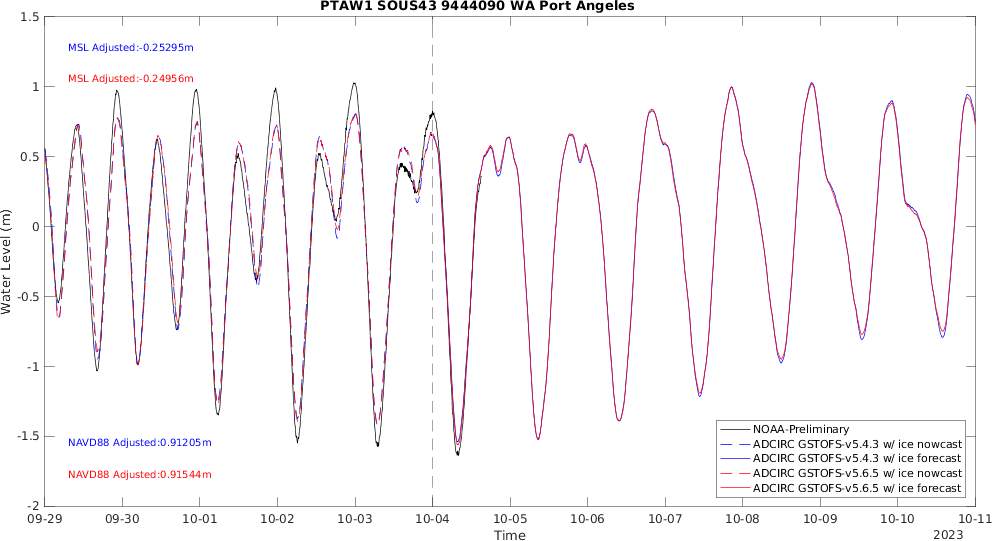 PTAW1 SOUS43 9444090 WA Port Angeles
1.5
MSL Adjusted:-0.25295m
MSL Adjusted:-0.24956m
1
0.5
0
-0.5
-1
-1.5
-2
Water Level (m)
NAVD88 Adjusted:0.91205m
NAVD88 Adjusted:0.91544m
NOAA-Preliminary
ADCIRC GSTOFS-v5.4.3 w/ ice nowcast
ADCIRC GSTOFS-v5.4.3 w/ ice forecast
ADCIRC GSTOFS-v5.6.5 w/ ice nowcast
ADCIRC GSTOFS-v5.6.5 w/ ice forecast
09-29 09-30 10-01 10-02 10-03 10-04 10-05 10-06 10-07 10-08 10-09 10-10 10-11
Time
2023